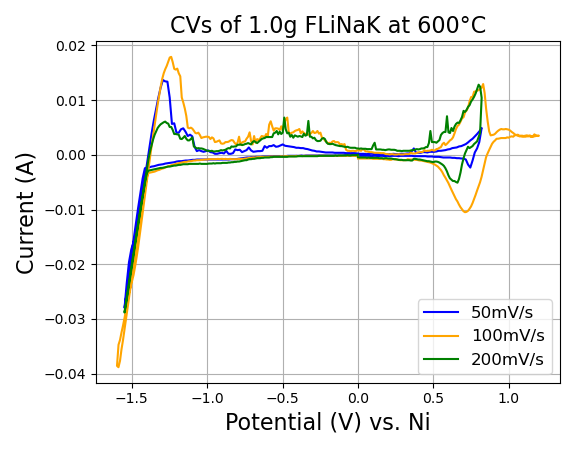 CVs of 1.0g FLiNaK at 600°C
Current (A)
0.02
0.01
0.00
−0.01
−0.02
−0.03
−0.04
−1.5 −1.0 −0.5 0.0 0.5 1.0
Potential (V) vs. Ni
50mV/s
100mV/s
200mV/s